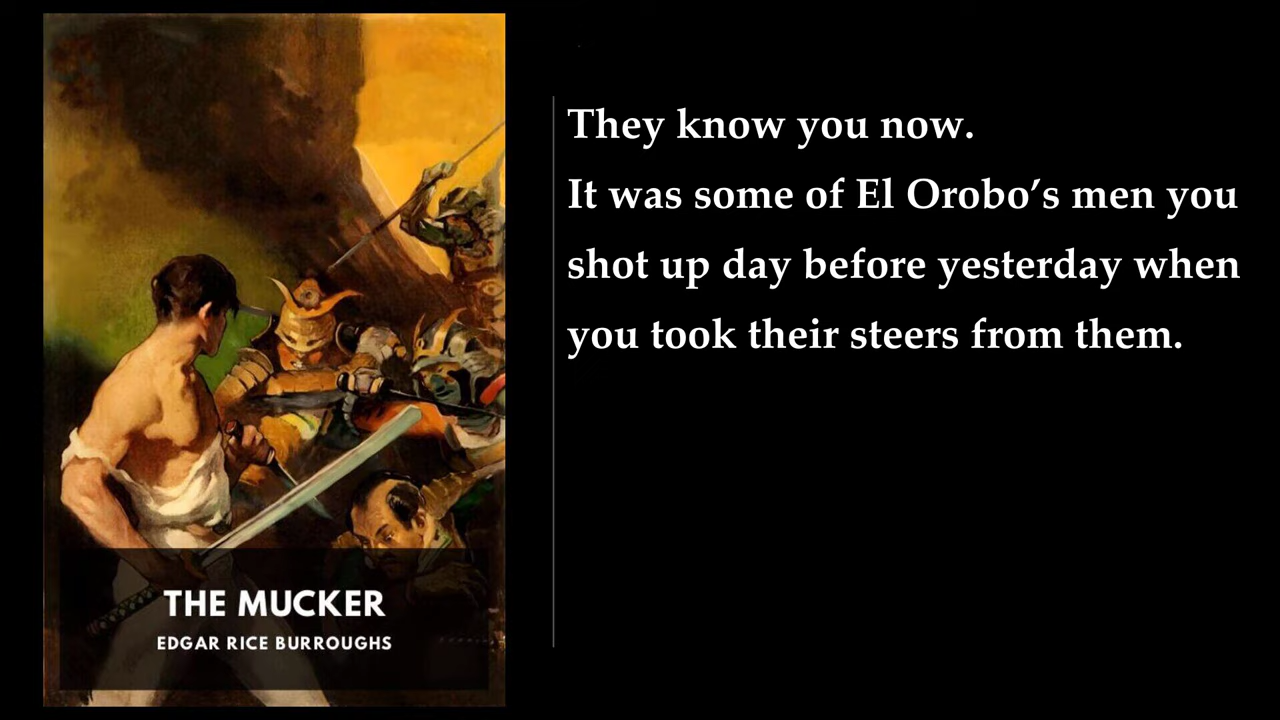 They know you now.
It was some of El Orobo’s men you
shot up day before yesterday when
you took their steers from them.
THE MUCKER
EDGAR RICE BURROUGHS